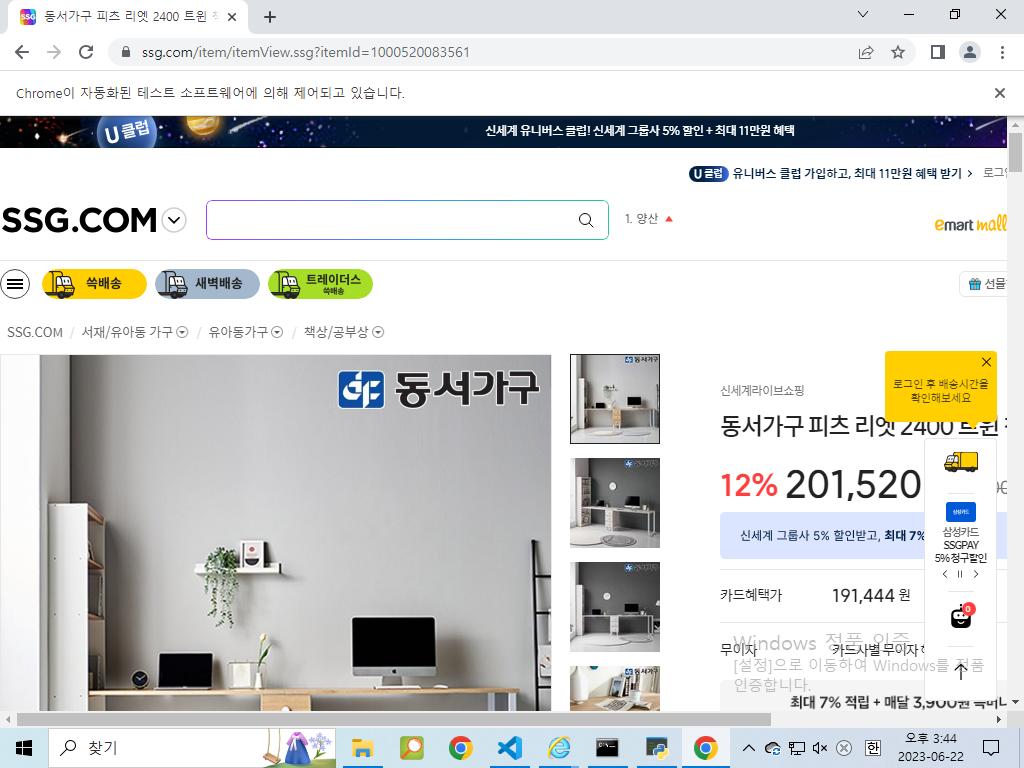 동서가구 피츠 리엣 2400 트윈
ssg.com/item/itemView.ssg?itemId=1000520083561
Chrome이 자동화된 테스트 소프트웨어에 의해 제어되고 있습니다.
U 클럽
신세계 유니버스 클럽! 신세계 그룹사 5% 할인 + 최대 11만원 혜택
U 클럽 유니버스 클럽 가입하고, 최대 11만원 혜택 받기 >
SSG.COM
1. 양산
emart mall
쓱배송
새벽배송
트레이더스
쓱배송
선물
SSG.COM / 서재/유아동 가구 / 유아동가구 / 책상/공부상
동서가구
로그인 후 배송시간을
확인해보세요
신세계라이브쇼핑
동서가구 피츠 리엣 2400 트윈
12% 201,520
삼성카드
신세계 그룹사 5% 할인받고, 최대 7%
삼성카드
SSGPAY
5% 청구할인
카드혜택가 191,444 원
0
무이자 카드사별 무이자
Windows 정품 인증
[설정]으로 이동하여 Windows를 정품
인증합니다.
최대 7% 적립 + 매달 3,900원
찾기
한
오후 3:44
2023-06-22